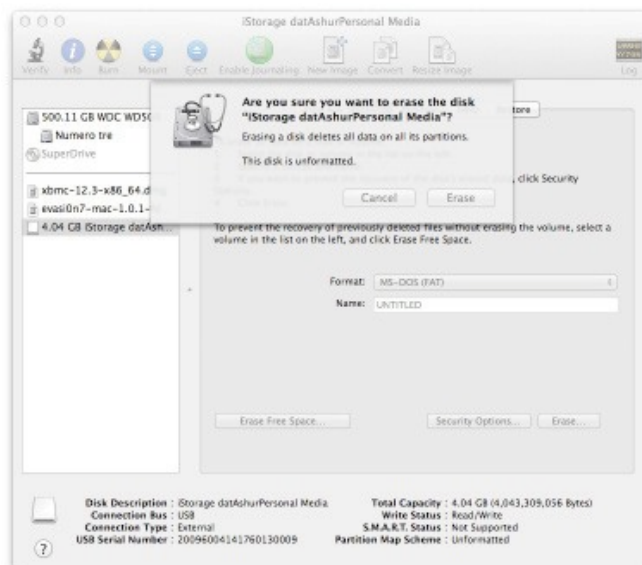 iStorage datAshurPersonal Media
Verify Info Burn Mount Eject Enable Journaling New Image Convert Resize Image Log
Are you sure you want to erase the disk
"iStorage datAshurPersonal Media"?
Erasing a disk deletes all data on all its partitions.
This disk is unformatted.
Cancel Erase
tore
500.11 GB WDC WD50
Numero tre
SuperDrive
xbmc-12.3-x86_64.d
evasi0n7-mac-1.0.1-
4.04 GB iStorage datAsh...
click Security
To prevent the recovery of previously deleted files without erasing the volume, select a
volume in the list on the left, and click Erase Free Space.
Format: MS-DOS (FAT)
Name: UNTITLED
Erase Free Space... Security Options... Erase...
Disk Description : iStorage datAshurPersonal Media Total Capacity : 4.04 GB (4,043,309,056 Bytes)
Connection Bus : USB Write Status : Read/Write
Connection Type : External S.M.A.R.T. Status : Not Supported
USB Serial Number : 20096004141760130009 Partition Map Scheme : Unformatted
?